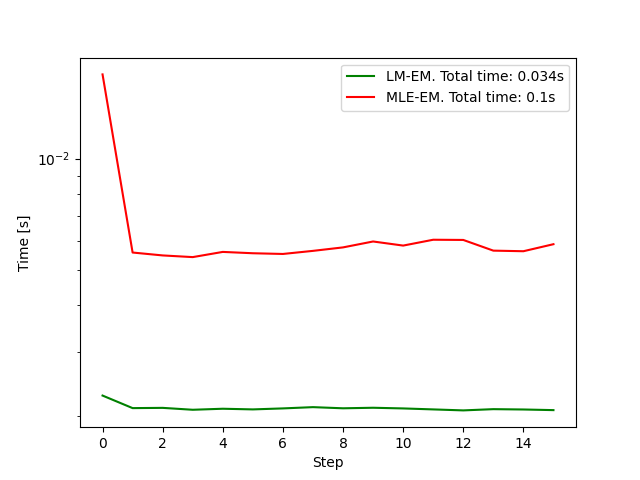 LM-EM. Total time: 0.034s
MLE-EM. Total time: 0.1s
10⁻²
Time [s]
0 2 4 6 8 10 12 14
Step